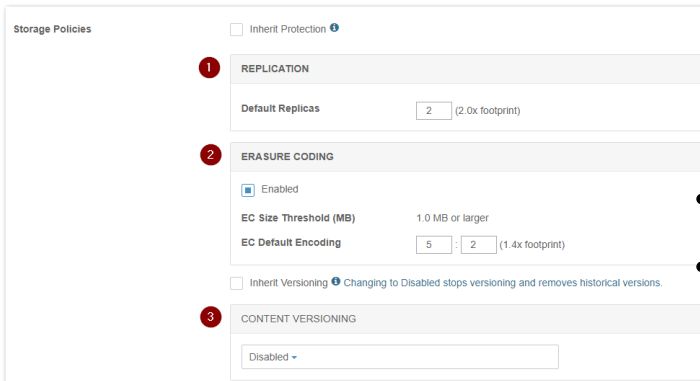 Storage Policies
Inherit Protection
1
REPLICATION
Default Replicas 2 (2.0x footprint)
2
ERASURE CODING
Enabled
EC Size Threshold (MB) 1.0 MB or larger
EC Default Encoding 5 : 2 (1.4x footprint)
Inherit Versioning Changing to Disabled stops versioning and removes historical versions.
3
CONTENT VERSIONING
Disabled